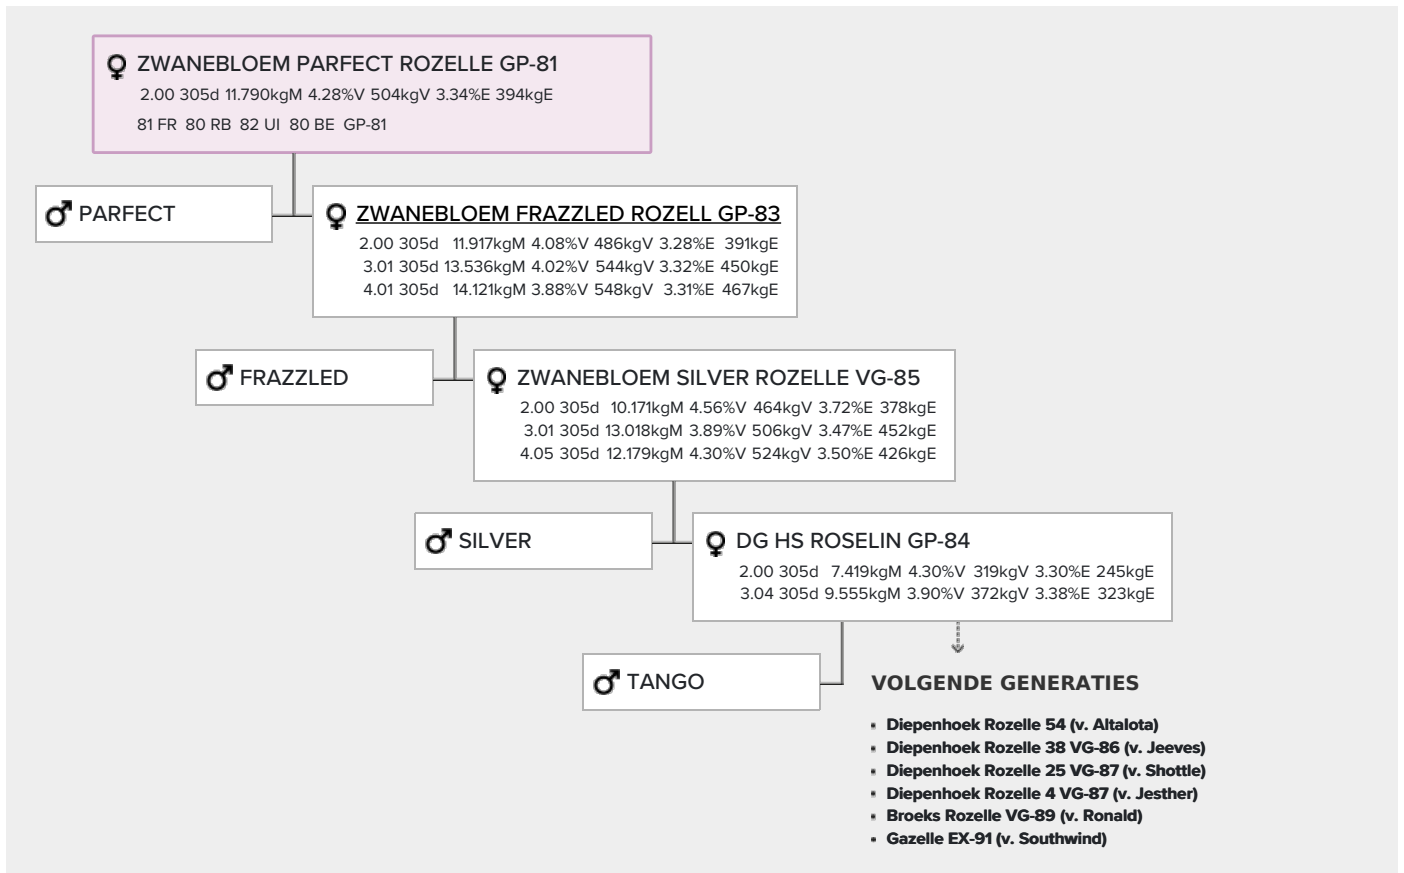 ZWANEBLOEM PARFECT ROZELLE GP-81
2.00 305d 11.790kgM 4.28%V 504kgV 3.34%E 394kgE
81 FR 80 RB 82 UI 80 BE GP-81
PARFECT
ZWANEBLOEM FRAZZLED ROZELL GP-83
2.00 305d 11.917kgM 4.08%V 486kgV 3.28%E 391kgE
3.01 305d 13.536kgM 4.02%V 544kgV 3.32%E 450kgE
4.01 305d 14.121kgM 3.88%V 548kgV 3.31%E 467kgE
FRAZZLED
ZWANEBLOEM SILVER ROZELLE VG-85
2.00 305d 10.171kgM 4.56%V 464kgV 3.72%E 378kgE
3.01 305d 13.018kgM 3.89%V 506kgV 3.47%E 452kgE
4.05 305d 12.179kgM 4.30%V 524kgV 3.50%E 426kgE
SILVER
DG HS ROSELIN GP-84
2.00 305d 7.419kgM 4.30%V 319kgV 3.30%E 245kgE
3.04 305d 9.555kgM 3.90%V 372kgV 3.38%E 323kgE
TANGO
VOLGENDE GENERATIES
Diepenhoek Rozelle 54 (v. Altalota)
Diepenhoek Rozelle 38 VG-86 (v. Jeeves)
Diepenhoek Rozelle 25 VG-87 (v. Shottle)
Diepenhoek Rozelle 4 VG-87 (v. Jesther)
Broeks Rozelle VG-89 (v. Ronald)
Gazelle EX-91 (v. Southwind)